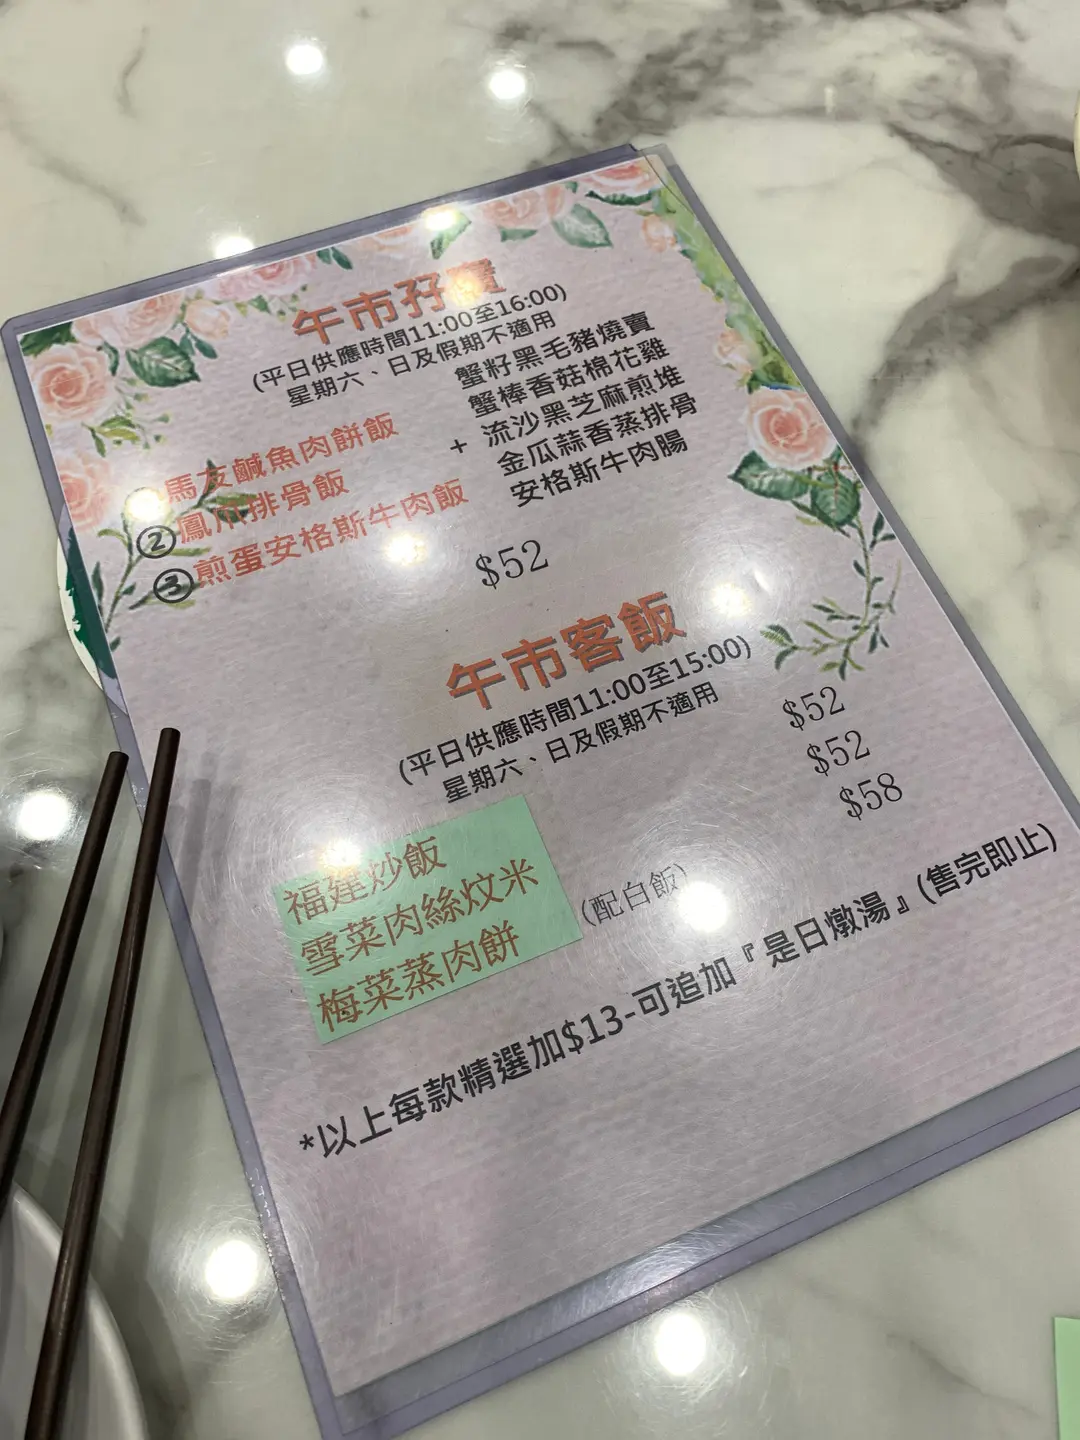 午市孖寶
(平日供應時間11:00至16:00)
星期六、日及假期不適用
馬友鹹魚肉餅飯
②鳳爪排骨飯
③煎蛋安格斯牛肉飯
+
蟹籽黑毛豬燒賣
蟹棒香菇棉花雞
流沙黑芝麻煎堆
金瓜蒜香蒸排骨
安格斯牛肉腸
$52
午市客飯
(平日供應時間11:00至15:00)
星期六、日及假期不適用
福建炒飯 $52
雪菜肉絲炆米 $52
梅菜蒸肉餅 (配白飯) $58
*以上每款精選加$13-可追加『是日燉湯』(售完即止)